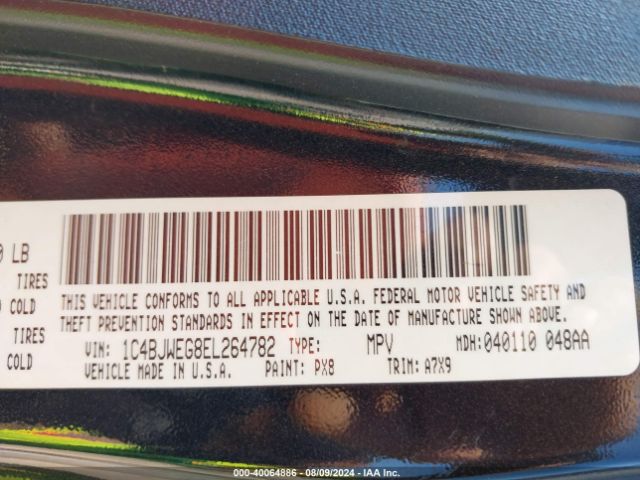 0 LB
TIRES
COLD
TIRES
COLD
THIS VEHICLE CONFORMS TO ALL APPLICABLE U.S.A. FEDERAL MOTOR VEHICLE SAFETY AND
THEFT PREVENTION STANDARDS IN EFFECT ON THE DATE OF MANUFACTURE SHOWN ABOVE.
VIN: 1C4BJWEG8EL264782 TYPE: MPV MDH: 040110 048AA
VEHICLE MADE IN U.S.A. PAINT: PX8 TRIM: A7X9
000-40064886 - 08/09/2024 - IAA Inc.